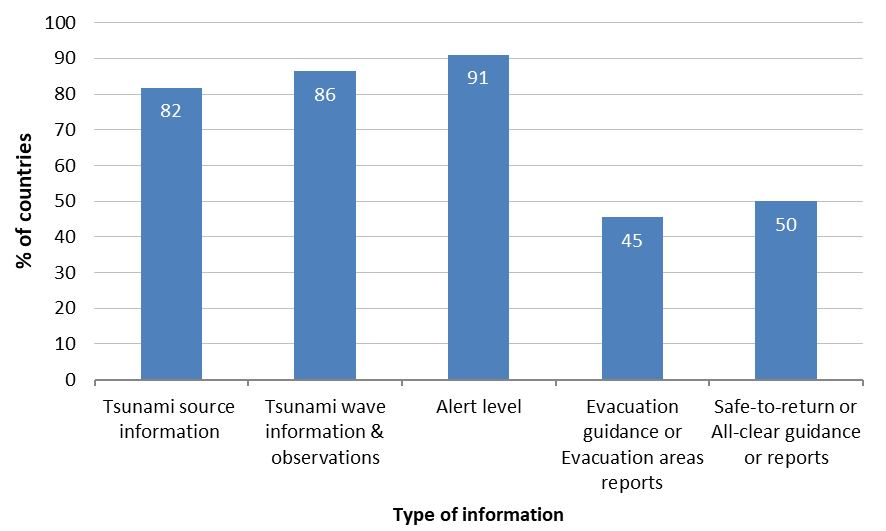 100
90
80
70
60
50
40
30
20
10
0
% of countries
82
86
91
45
50
Tsunami source
information
Tsunami wave
information &
observations
Alert level
Evacuation
guidance or
Evacuation areas
reports
Safe-to-return or
All-clear guidance
or reports
Type of information